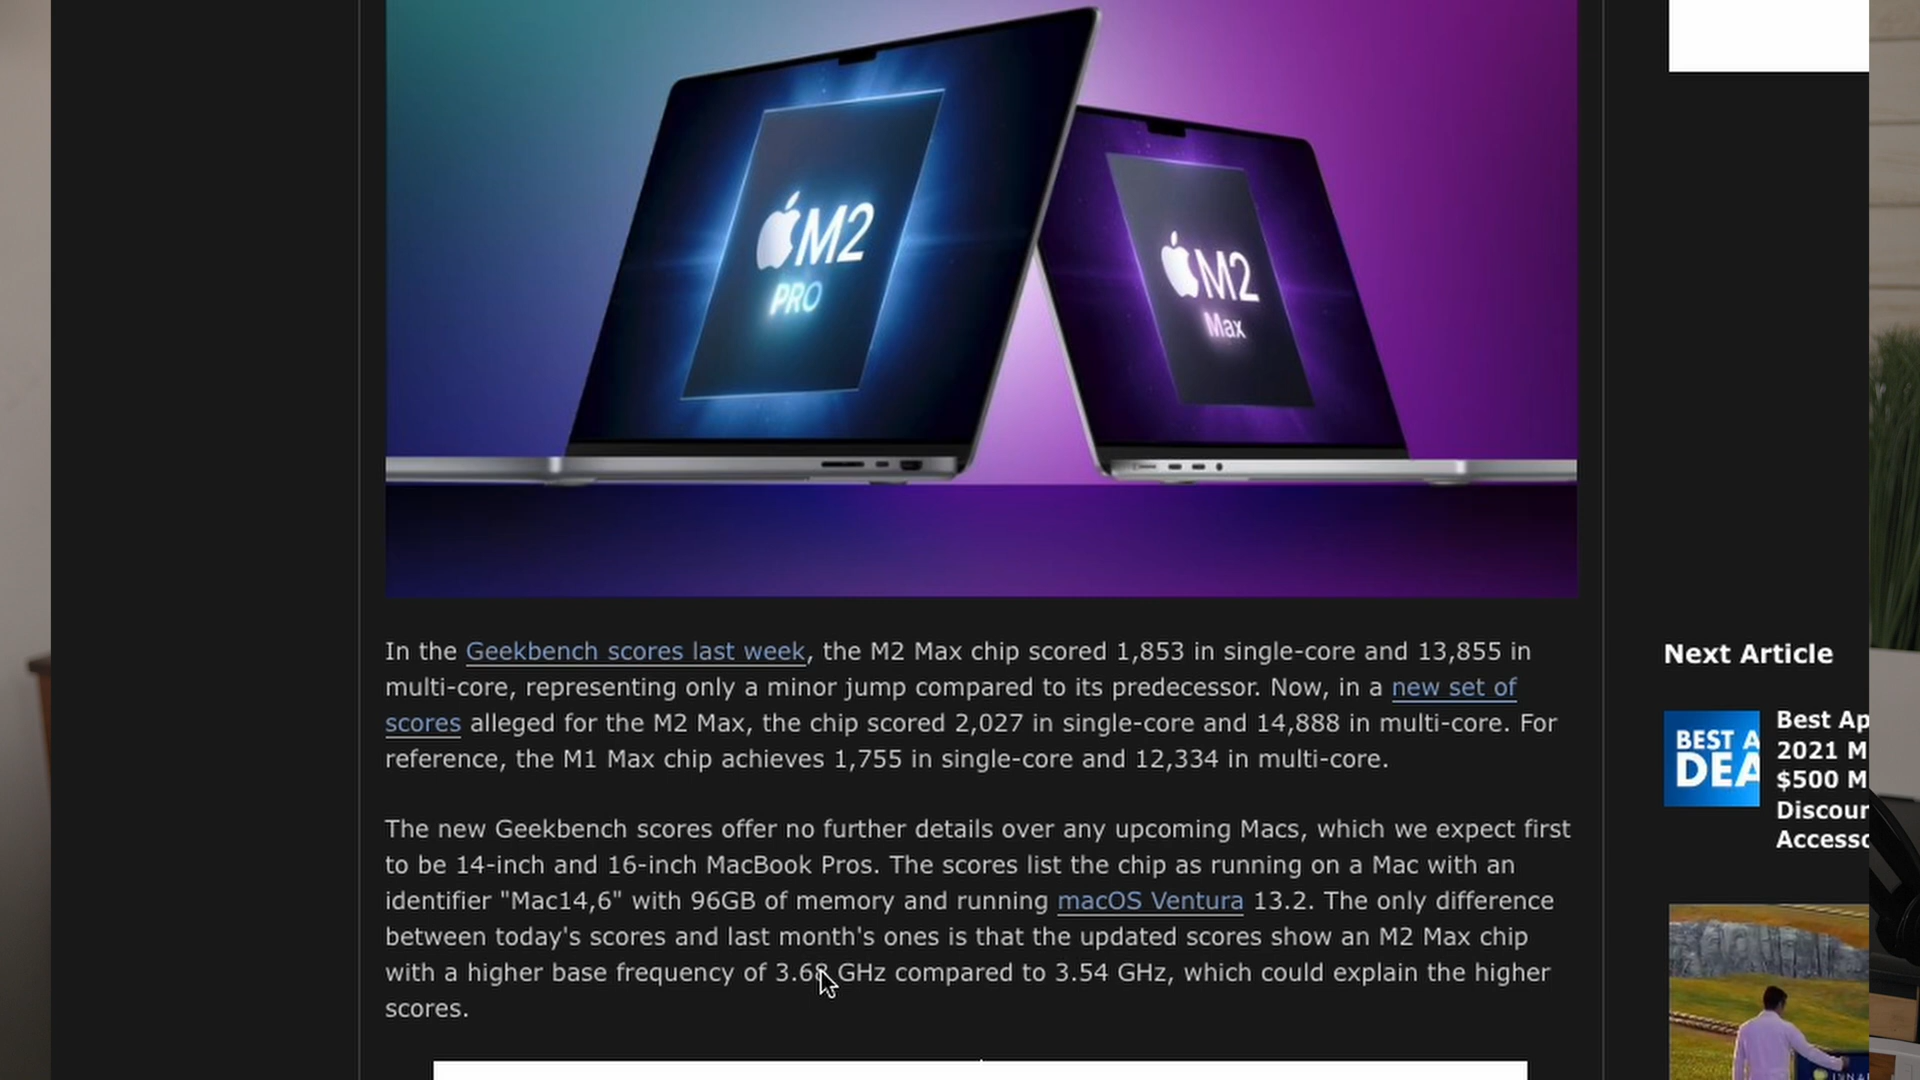 M2
PRO
M2
Max
In the Geekbench scores last week, the M2 Max chip scored 1,853 in single-core and 13,855 in
multi-core, representing only a minor jump compared to its predecessor. Now, in a new set of
scores alleged for the M2 Max, the chip scored 2,027 in single-core and 14,888 in multi-core. For
reference, the M1 Max chip achieves 1,755 in single-core and 12,334 in multi-core.
The new Geekbench scores offer no further details over any upcoming Macs, which we expect first
to be 14-inch and 16-inch MacBook Pros. The scores list the chip as running on a Mac with an
identifier "Mac14,6" with 96GB of memory and running macOS Ventura 13.2. The only difference
between today's scores and last month's ones is that the updated scores show an M2 Max chip
with a higher base frequency of 3.68 GHz compared to 3.54 GHz, which could explain the higher
scores.
Next Article
BEST A
DEA
Best Ap
2021 M
$500 M
Discour
Accesso